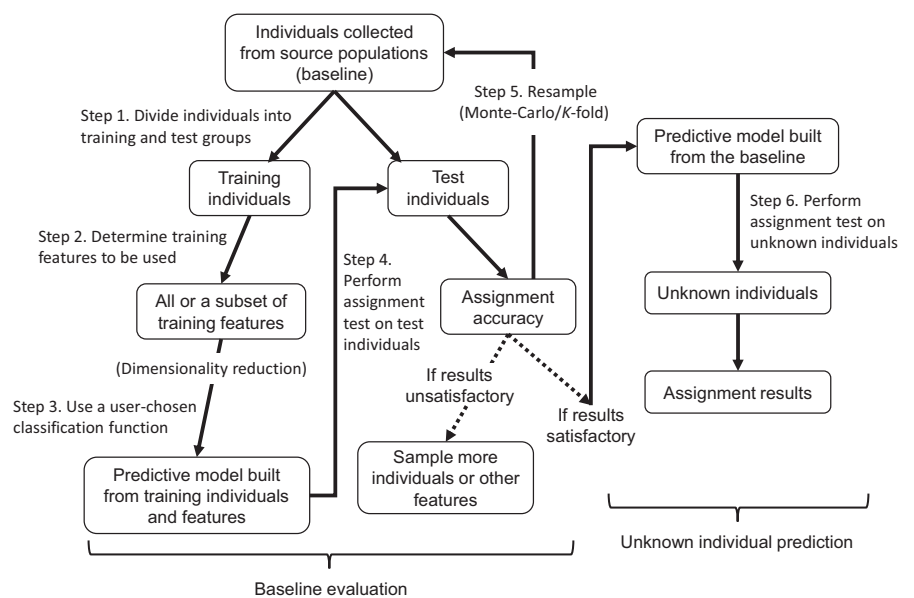 Individuals collected
from source populations
(baseline)
Step 1. Divide individuals into
training and test groups
Step 5. Resample
(Monte-Carlo/K-fold)
Training
individuals
Test
individuals
Step 2. Determine training
features to be used
All or a subset of
training features
(Dimensionality reduction)
Step 3. Use a user-chosen
classification function
Predictive model built
from training individuals
and features
Step 4.
Perform
assignment
test on test
individuals
Assignment
accuracy
If results
unsatisfactory
Sample more
individuals or other
features
If results
satisfactory
Baseline evaluation
Predictive model built
from the baseline
Step 6. Perform
assignment test on
unknown individuals
Unknown individuals
Assignment results
Unknown individual prediction